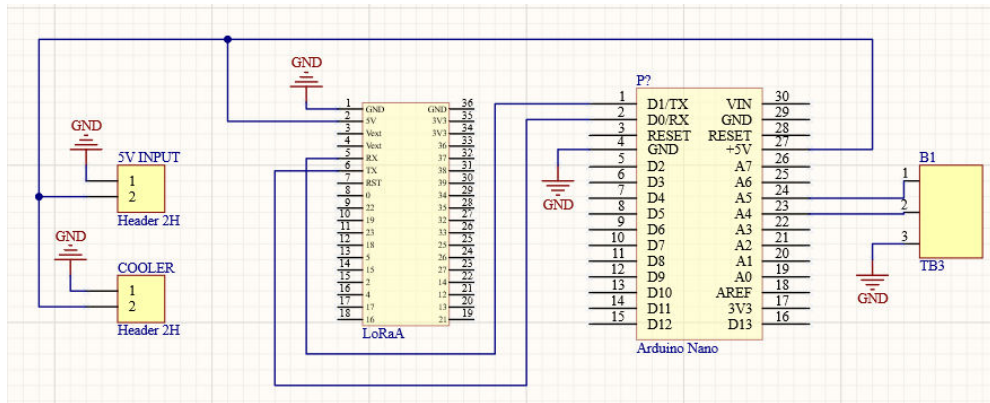 GND
5V INPUT
1
2
Header 2H
GND
COOLER
1
2
Header 2H
GND
1 GND GND 36
2 5V 3V3 35
3 Vext 3V3 34
4 Vext 36 33
5 RX 37 32
6 TX 38 31
7 RST 39 30
8 0 34 29
9 22 35 28
10 19 32 27
11 23 33 26
12 18 25 25
13 5 26 24
14 15 27 23
15 2 14 22
16 4 12 21
17 17 13 20
18 16 21 19
LoRaA
P?
1 D1/TX VIN 30
2 D0/RX GND 29
3 RESET RESET 28
4 GND +5V 27
5 D2 A7 26
6 D3 A6 25
7 D4 A5 24
8 D5 A4 23
9 D6 A3 22
10 D7 A2 21
11 D8 A1 20
12 D9 A0 19
13 D10 AREF 18
14 D11 3V3 17
15 D12 D13 16
Arduino Nano
GND
B1
1
2
3
TB3
GND